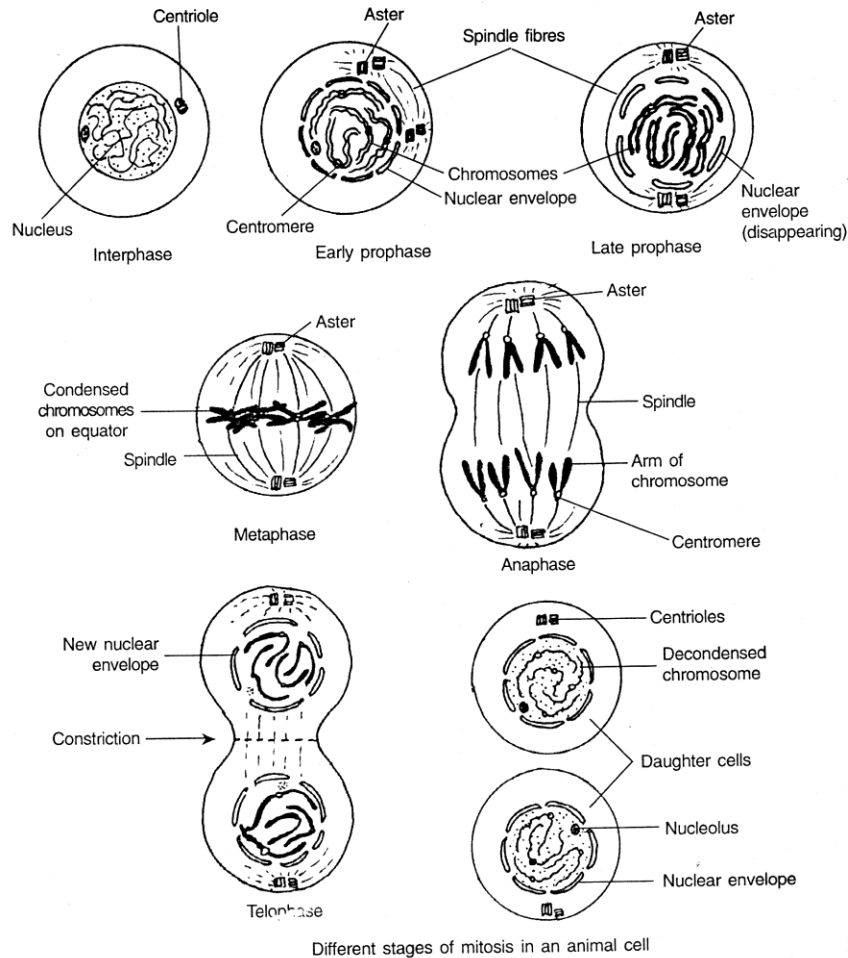 Centriole
Aster
Spindle fibres
Aster
Chromosomes
Nuclear envelope
Nuclear
envelope
(disappearing)
Nucleus
Centromere
Interphase
Early prophase
Late prophase
Aster
Aster
Condensed
chromosomes
on equator
Spindle
Spindle
Arm of
chromosome
Centromere
Metaphase
Anaphase
New nuclear
envelope
Constriction
Centrioles
Decondensed
chromosome
Daughter cells
Nucleolus
Nuclear envelope
Telophase
Different stages of mitosis in an animal cell